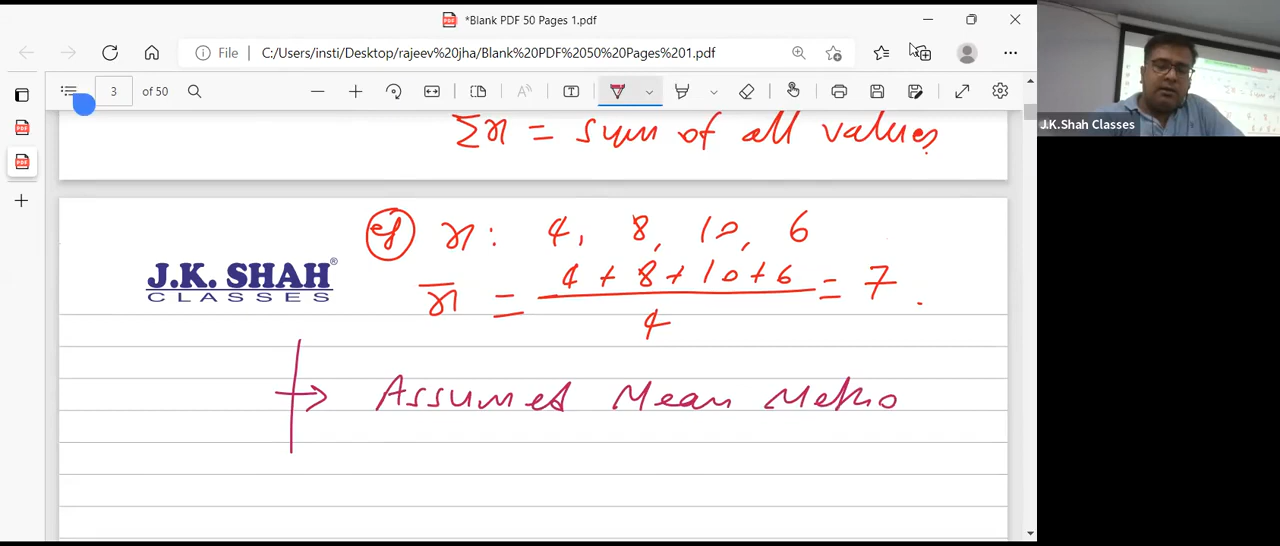 *Blank PDF 50 Pages 1.pdf
File C:/Users/insti/Desktop/rajeev%20jha/Blank%20PDF%2050%20Pages%201.pdf
3 of 50
J.K.Shah Classes
Σx = sum of all values
eg x: 4, 8, 10, 6
J.K. SHAH®
CLASSES
x̄ = (4 + 8 + 10 + 6) / 4 = 7.
→ Assumed Mean Metho